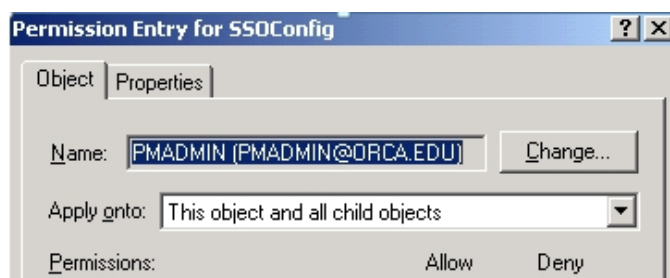 Permission Entry for SSOConfig
Object Properties
Name: PMADMIN (PMADMIN@ORCA.EDU) Change...
Apply onto: This object and all child objects
Permissions: Allow Deny